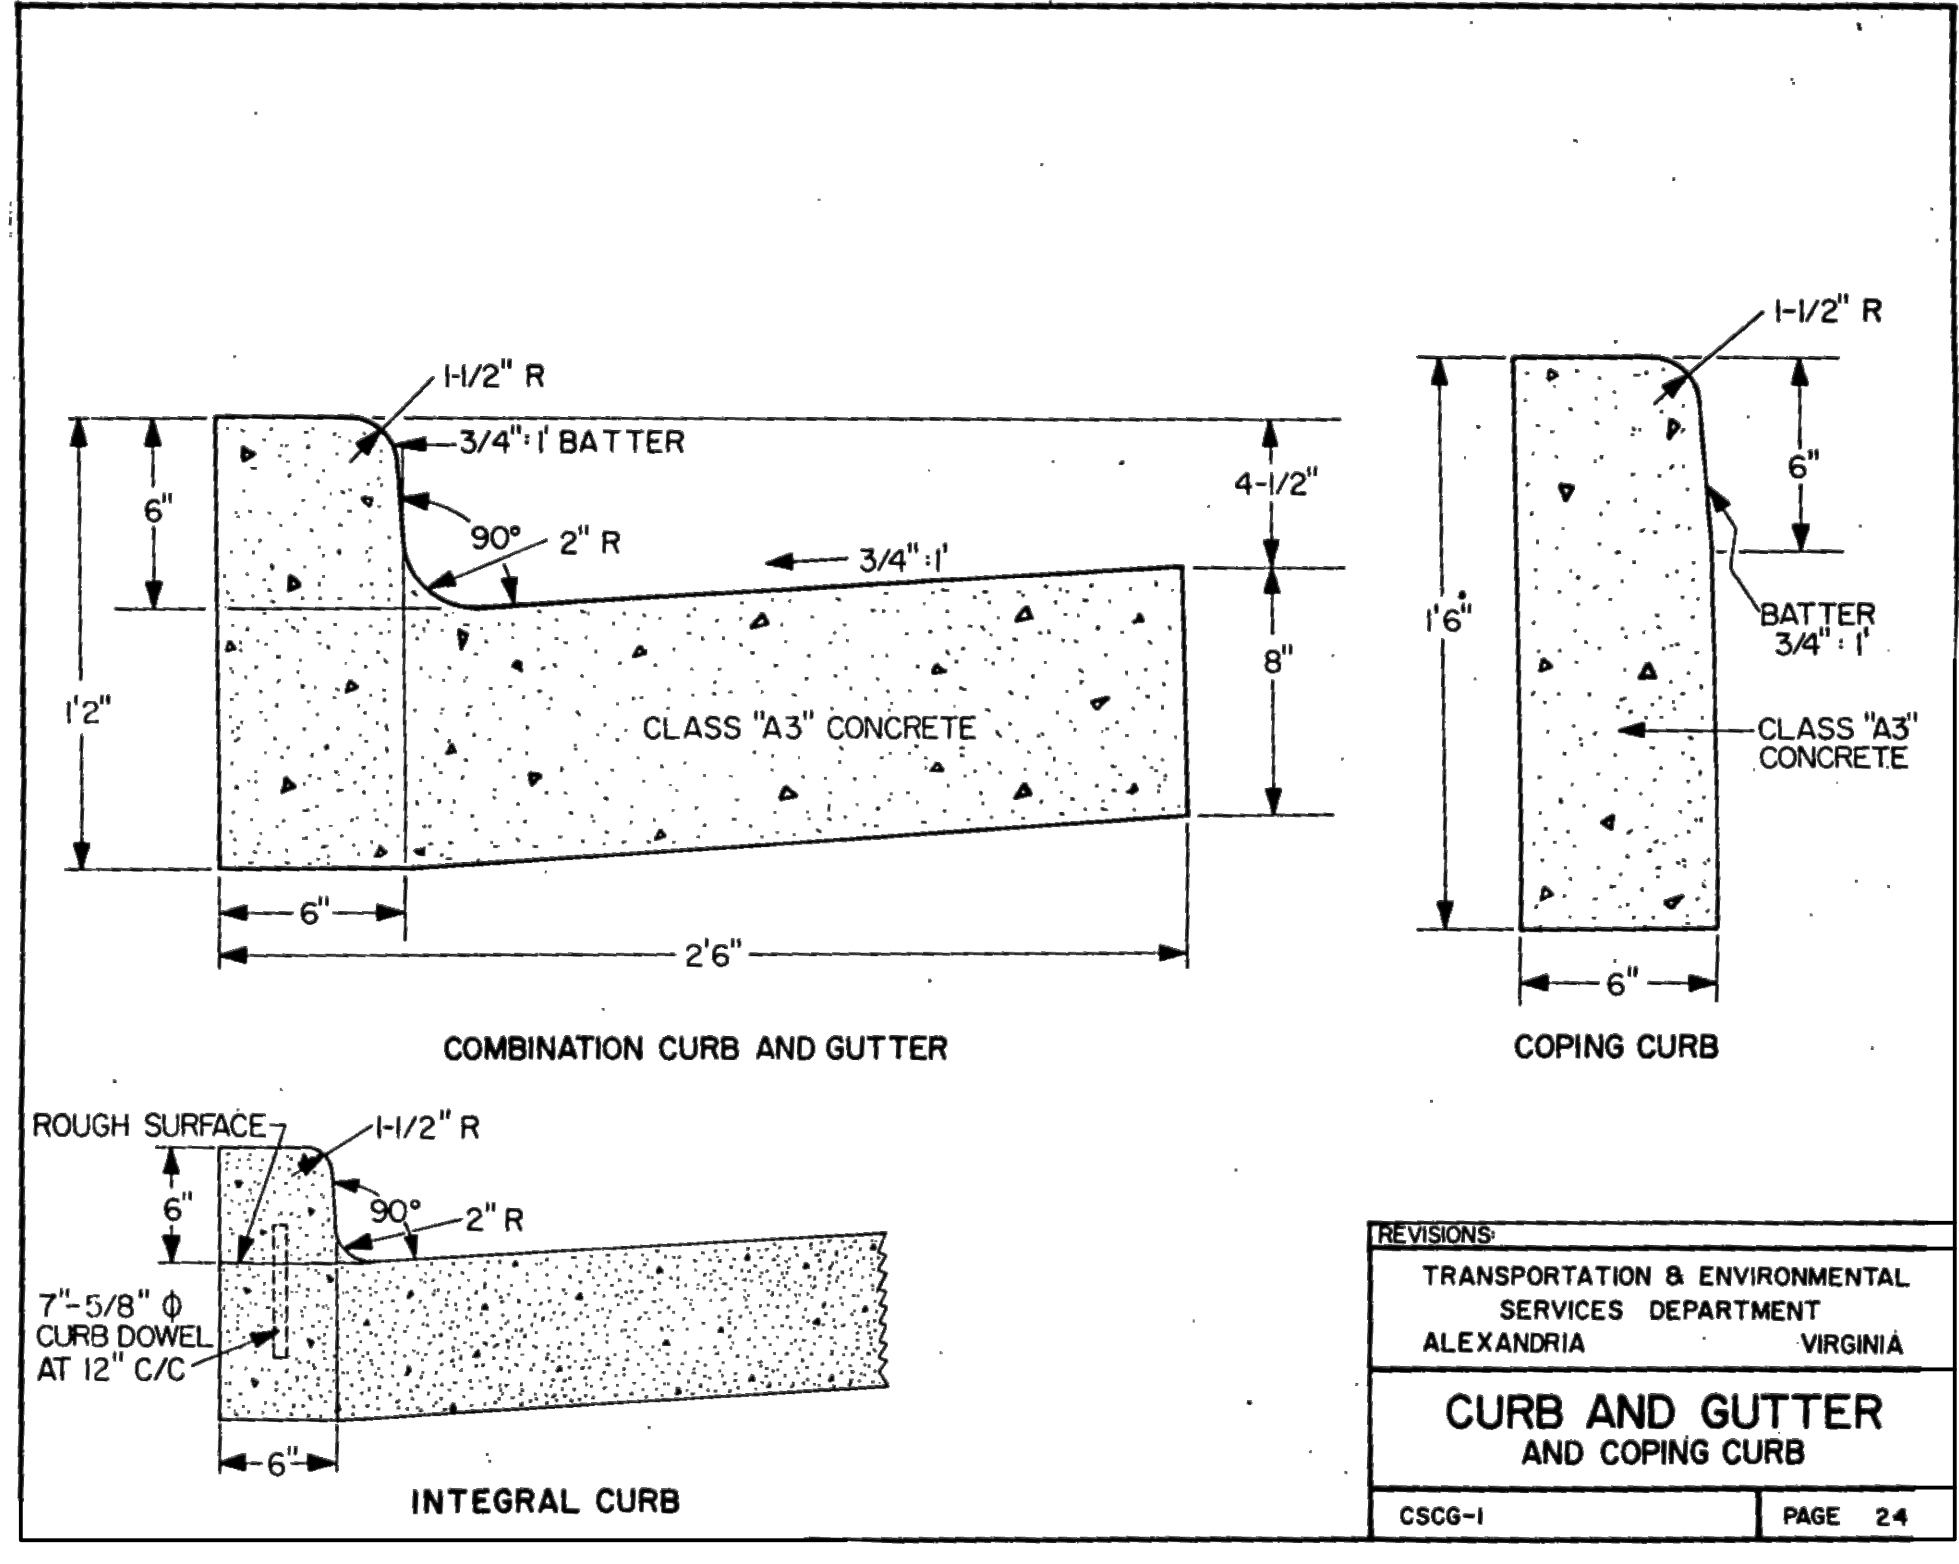 1-1/2" R
3/4":1' BATTER
6"
90°
2" R
3/4":1'
4-1/2"
8"
1'2"
CLASS "A3" CONCRETE
6"
2'6"
COMBINATION CURB AND GUTTER
1-1/2" R
6"
1'6"
BATTER
3/4":1'
CLASS "A3"
CONCRETE
6"
COPING CURB
ROUGH SURFACE
1-1/2" R
6"
90°
2" R
7"-5/8" ϕ
CURB DOWEL
AT 12" C/C
6"
INTEGRAL CURB
REVISIONS:
TRANSPORTATION & ENVIRONMENTAL
SERVICES DEPARTMENT
ALEXANDRIA VIRGINIA
CURB AND GUTTER
AND COPING CURB
CSCG-1
PAGE 24